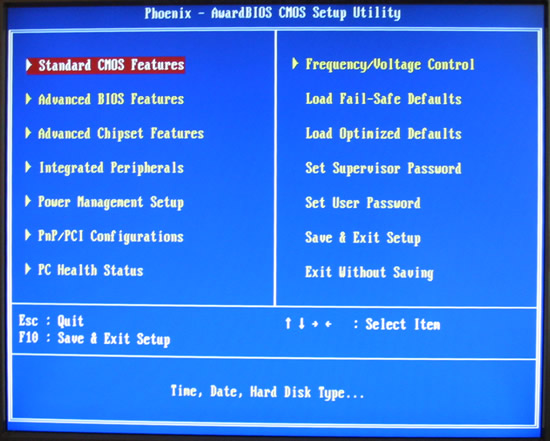 Phoenix - AwardBIOS CMOS Setup Utility
Standard CMOS Features
Advanced BIOS Features
Advanced Chipset Features
Integrated Peripherals
Power Management Setup
PnP/PCI Configurations
PC Health Status
Frequency/Voltage Control
Load Fail-Safe Defaults
Load Optimized Defaults
Set Supervisor Password
Set User Password
Save & Exit Setup
Exit Without Saving
Esc : Quit
F10 : Save & Exit Setup
↑ ↓ → ← : Select Item
Time, Date, Hard Disk Type...